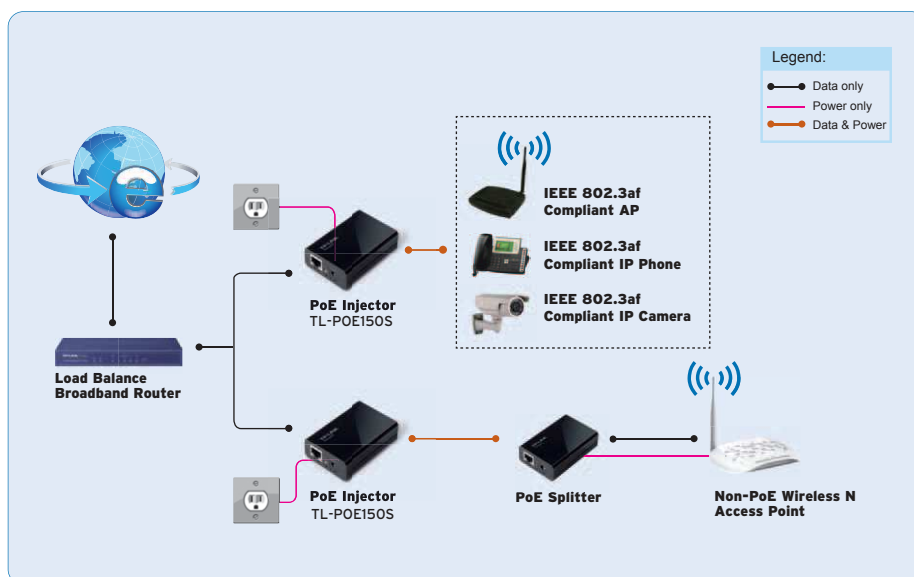 Legend:
Data only
Power only
Data & Power
IEEE 802.3af
Compliant AP
IEEE 802.3af
Compliant IP Phone
IEEE 802.3af
Compliant IP Camera
PoE Injector
TL-POE150S
Load Balance
Broadband Router
PoE Injector
TL-POE150S
PoE Splitter
Non-PoE Wireless N
Access Point